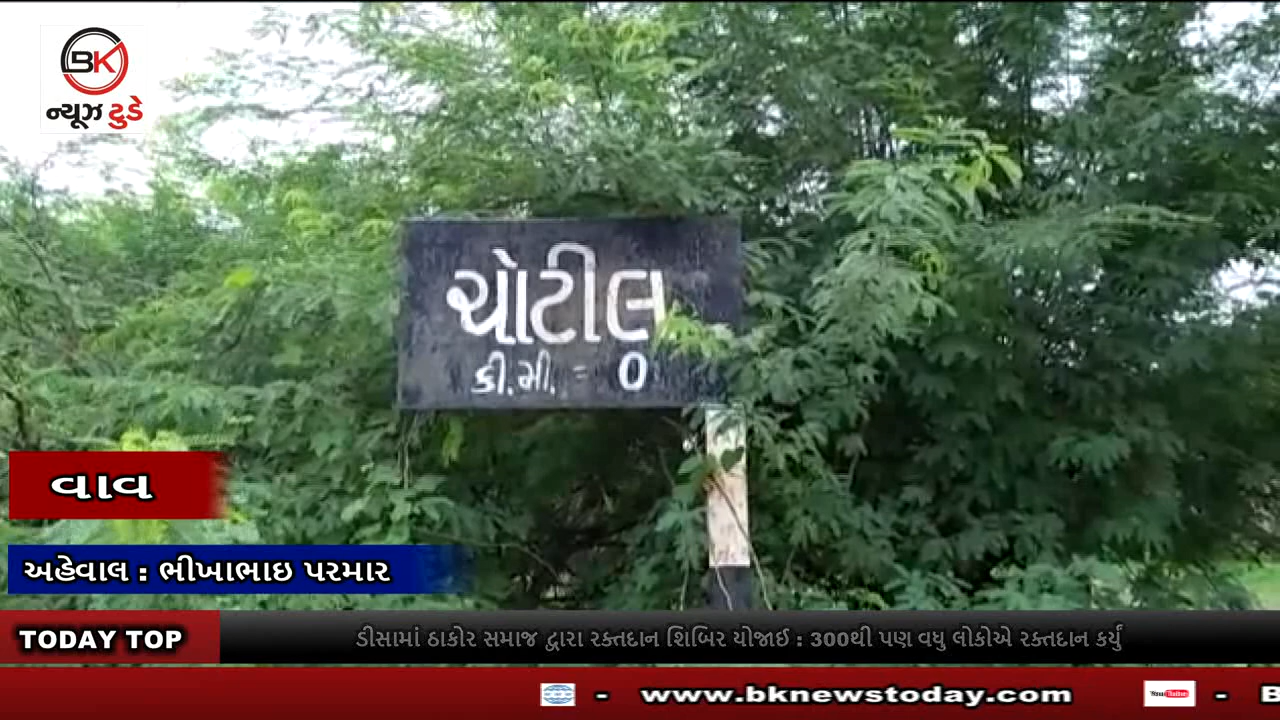 BK
ન્યૂઝ ટુડે
ચોટીલ
કી.મી. = 0
વાવ
અહેવાલ : ભીખાભાઇ પરમાર
TODAY TOP
ડીસામાં ઠાકોર સમાજ દ્વારા રક્તદાન શિબિર યોજાઈ : 300થી પણ વધુ લોકોએ રક્તદાન કર્યું
- www.bknewstoday.com
- B